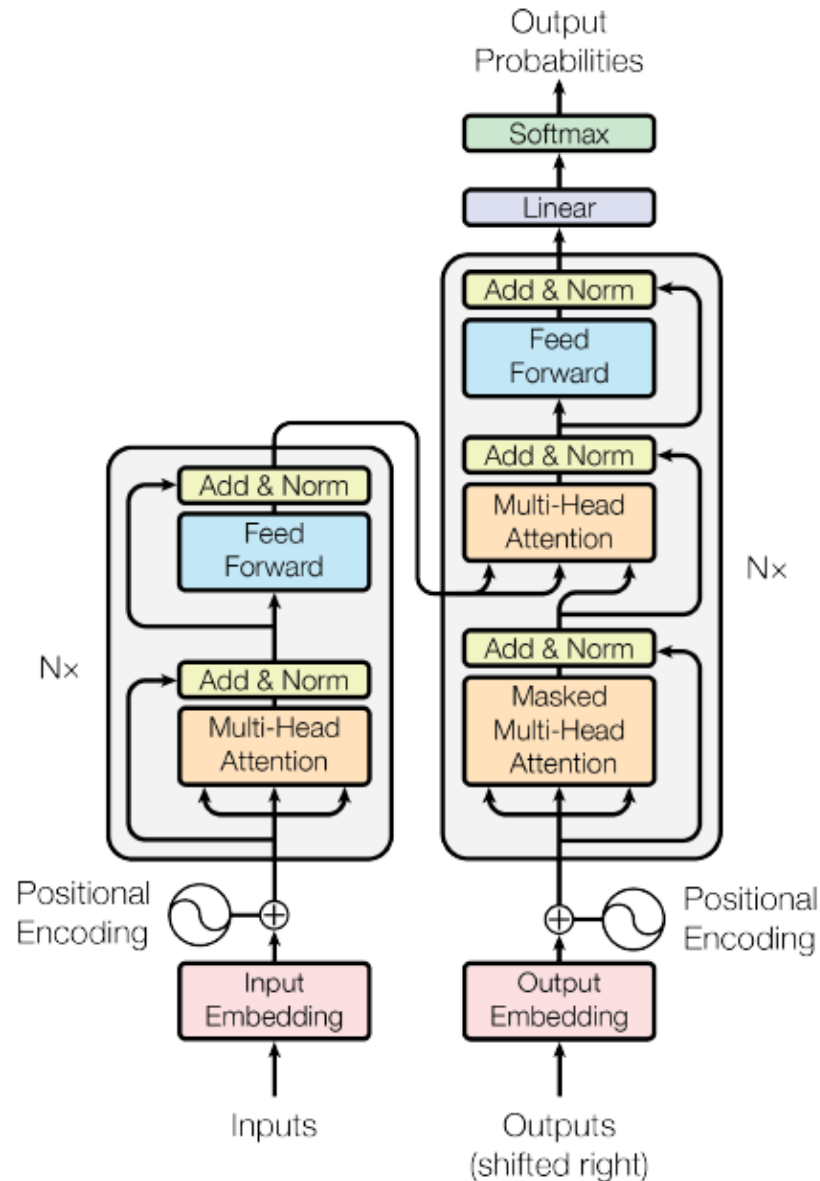 Output
Probabilities
Softmax
Linear
Add & Norm
Feed
Forward
Add & Norm
Multi-Head
Attention
Add & Norm
Masked
Multi-Head
Attention
Nx
Add & Norm
Feed
Forward
Add & Norm
Multi-Head
Attention
Nx
Positional
Encoding
Positional
Encoding
Input
Embedding
Output
Embedding
Inputs
Outputs
(shifted right)